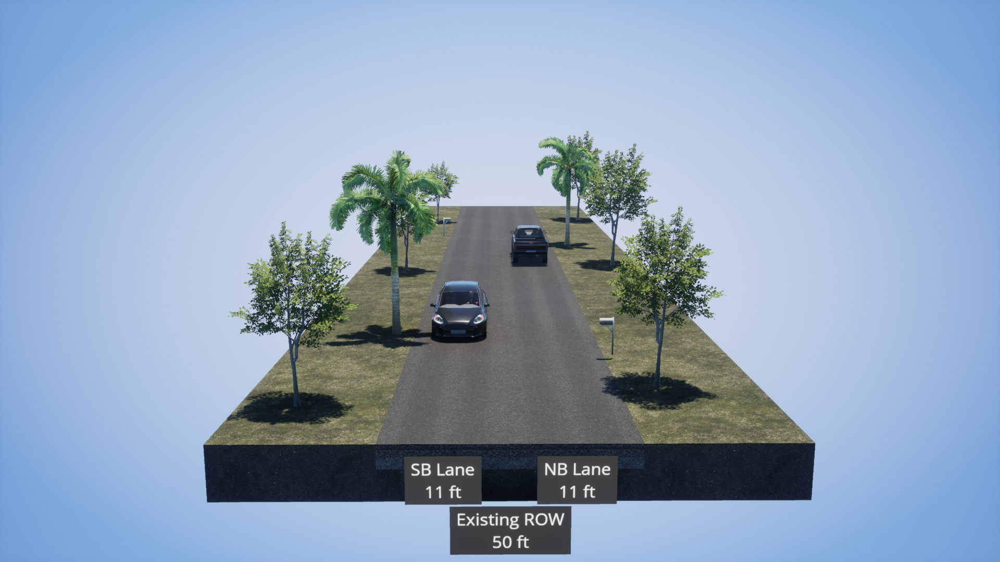 SB Lane
11 ft
NB Lane
11 ft
Existing ROW
50 ft